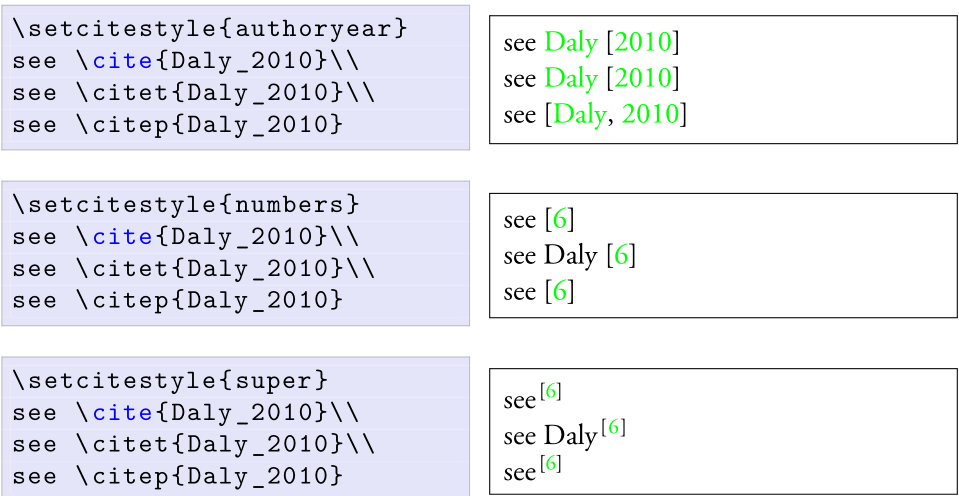 \setcitestyle{authoryear}
see \cite{Daly_2010}\\
see \citet{Daly_2010}\\
see \citep{Daly_2010}
see Daly [2010]
see Daly [2010]
see [Daly, 2010]
\setcitestyle{numbers}
see \cite{Daly_2010}\\
see \citet{Daly_2010}\\
see \citep{Daly_2010}
see [6]
see Daly [6]
see [6]
\setcitestyle{super}
see \cite{Daly_2010}\\
see \citet{Daly_2010}\\
see \citep{Daly_2010}
see[6]
see Daly[6]
see[6]